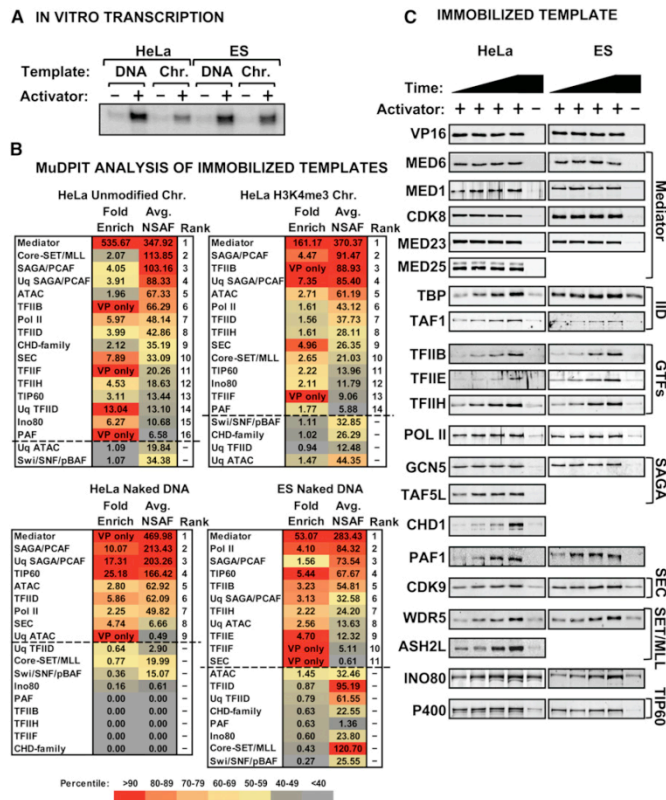 A IN VITRO TRANSCRIPTION
HeLa ES
Template: DNA Chr. DNA Chr.
Activator: − + − + − + − +
B
MuDPIT ANALYSIS OF IMMOBILIZED TEMPLATES
HeLa Unmodified Chr.
Fold Enrich Avg. NSAF Rank
Mediator 535.67 347.92 1
Core-SET/MLL 2.07 113.85 2
SAGA/PCAF 4.05 103.16 3
Uq SAGA/PCAF 3.91 88.33 4
ATAC 1.96 67.33 5
TFIIB VP only 66.29 6
Pol II 5.97 48.14 7
TFIID 3.99 42.86 8
CHD-family 2.12 35.19 9
SEC 7.89 33.09 10
TFIIF VP only 20.26 11
TFIIH 4.53 18.63 12
TIP60 3.11 13.44 13
Uq TFIID 13.04 13.10 14
Ino80 6.27 10.68 15
PAF VP only 6.58 16
Uq ATAC 1.09 19.84 −
Swi/SNF/pBAF 1.07 34.38 −
HeLa H3K4me3 Chr.
Fold Enrich Avg. NSAF Rank
Mediator 161.17 370.37 1
SAGA/PCAF 4.47 91.47 2
TFIIB VP only 88.93 3
Uq SAGA/PCAF 7.35 85.40 4
ATAC 2.71 61.19 5
Pol II 1.61 43.12 6
TFIID 1.56 37.73 7
TFIIH 1.61 28.11 8
SEC 4.96 26.35 9
Core-SET/MLL 2.65 21.03 10
TIP60 2.22 13.96 11
Ino80 2.11 11.79 12
TFIIF VP only 9.06 13
PAF 1.77 5.88 14
Swi/SNF/pBAF 1.11 32.85 −
CHD-family 1.02 26.29 −
Uq TFIID 0.94 12.48 −
Uq ATAC 1.47 44.35 −
HeLa Naked DNA
Fold Enrich Avg. NSAF Rank
Mediator VP only 469.98 1
SAGA/PCAF 10.07 213.43 2
Uq SAGA/PCAF 17.31 203.26 3
TIP60 25.18 166.42 4
ATAC 2.80 62.92 5
TFIID 5.86 62.09 6
Pol II 2.25 49.82 7
SEC 4.74 6.66 8
Uq ATAC VP only 0.49 9
Uq TFIID 0.64 2.90 −
Core-SET/MLL 0.77 19.99 −
Swi/SNF/pBAF 0.36 15.07 −
Ino80 0.16 0.61 −
PAF 0.00 0.00 −
TFIIB 0.00 0.00 −
TFIIH 0.00 0.00 −
TFIIF 0.00 0.00 −
CHD-family 0.00 0.00 −
ES Naked DNA
Fold Enrich Avg. NSAF Rank
Mediator 53.07 283.43 1
Pol II 4.10 84.32 2
SAGA/PCAF 1.56 73.54 3
TIP60 5.44 67.67 4
TFIIB 3.23 54.81 5
Uq SAGA/PCAF 3.13 32.58 6
TFIIH 2.22 24.20 7
Uq ATAC 2.56 13.63 8
TFIIE 4.70 12.32 9
TFIIF VP only 5.11 10
SEC VP only 0.61 11
ATAC 1.45 32.46 −
TFIID 0.87 95.19 −
Uq TFIID 0.79 61.55 −
CHD-family 0.63 22.55 −
PAF 0.63 1.36 −
Ino80 0.60 23.80 −
Core-SET/MLL 0.43 120.70 −
Swi/SNF/pBAF 0.27 25.55 −
Percentile: >90 80-89 70-79 60-69 50-59 40-49 <40
C IMMOBILIZED TEMPLATE
HeLa ES
Time:
Activator: + + + + − + + + + −
VP16
MED6
MED1
CDK8
MED23
MED25
Mediator
TBP
TAF1
IID
TFIIB
TFIIE
TFIIH
GTFs
POL II
GCN5
TAF5L
SAGA
CHD1
PAF1
CDK9
SEC
WDR5
ASH2L
SET/MLL
INO80
P400
TIP60